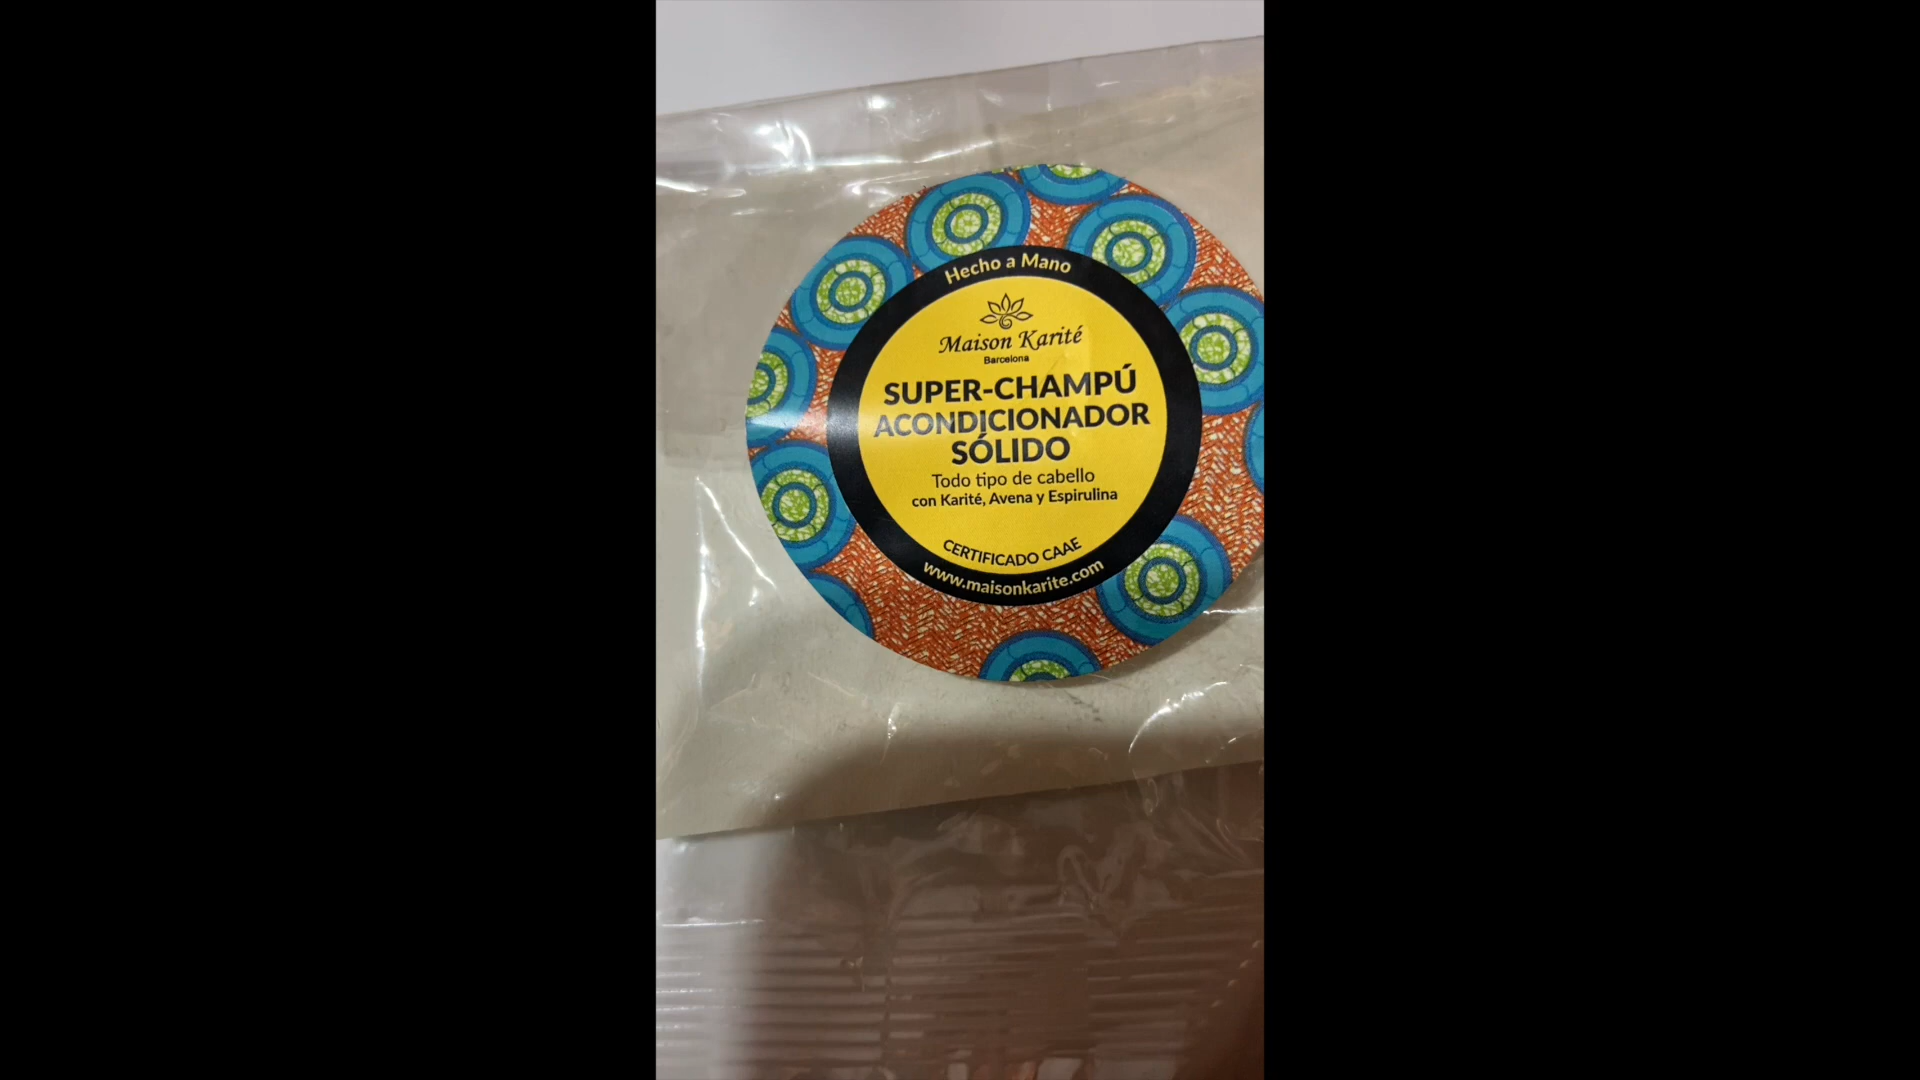 Hecho a Mano
Maison Karité
Barcelona
SUPER-CHAMPÚ
ACONDICIONADOR
SÓLIDO
Todo tipo de cabello
con Karité, Avena y Espirulina
CERTIFICADO CAAE
www.maisonkarite.com